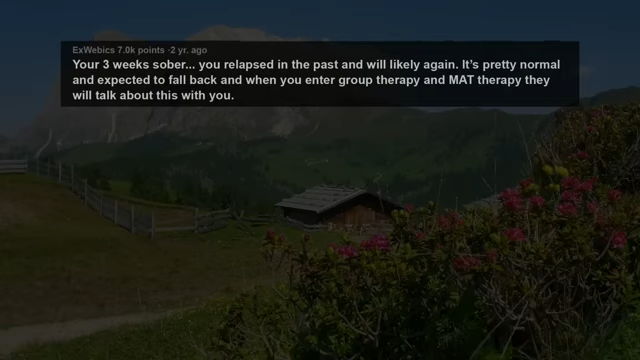 ExWebics 7.0k points ·2 yr. ago
Your 3 weeks sober... you relapsed in the past and will likely again. It's pretty normal
and expected to fall back and when you enter group therapy and MAT therapy they
will talk about this with you.